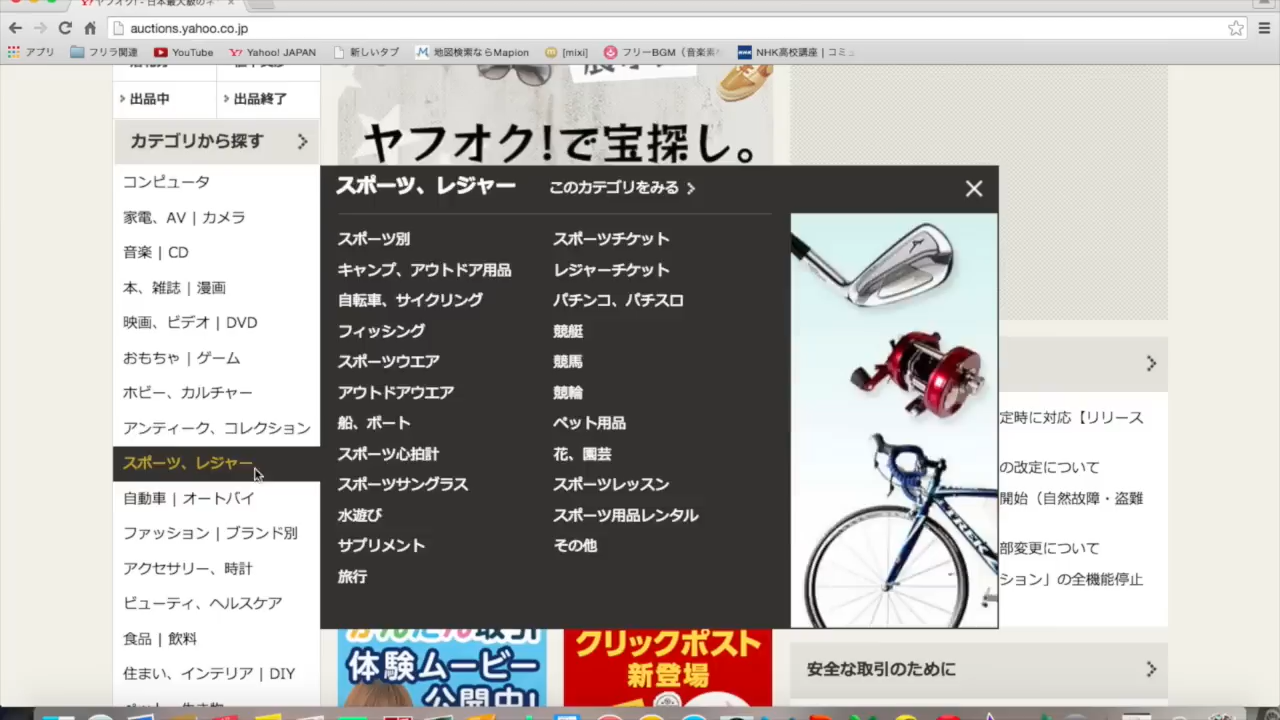 auctions.yahoo.co.jp
アプリ
フリラ関連
YouTube
Yahoo! JAPAN
新しいタブ
地図検索ならMapion
[mixi]
フリーBGM（音楽素
NHK高校講座 | コミ
出品中
出品終了
カテゴリから探す
コンピュータ
家電、AV | カメラ
音楽 | CD
本、雑誌 | 漫画
映画、ビデオ | DVD
おもちゃ | ゲーム
ホビー、カルチャー
アンティーク、コレクション
スポーツ、レジャー
自動車 | オートバイ
ファッション | ブランド別
アクセサリー、時計
ビューティ、ヘルスケア
食品 | 飲料
住まい、インテリア | DIY
ヤフオク!で宝探し。
スポーツ、レジャー
このカテゴリをみる
スポーツ別
キャンプ、アウトドア用品
自転車、サイクリング
フィッシング
スポーツウエア
アウトドアウエア
船、ボート
スポーツ心拍計
スポーツサングラス
水遊び
サプリメント
旅行
スポーツチケット
レジャーチケット
パチンコ、パチスロ
競艇
競馬
競輪
ペット用品
花、園芸
スポーツレッスン
スポーツ用品レンタル
その他
TREK
定時に対応【リリース
の改定について
開始（自然故障・盗難
部変更について
ション」の全機能停止
かんたん取引
体験ムービー
公開中!
クリックポスト
新登場
安全な取引のために